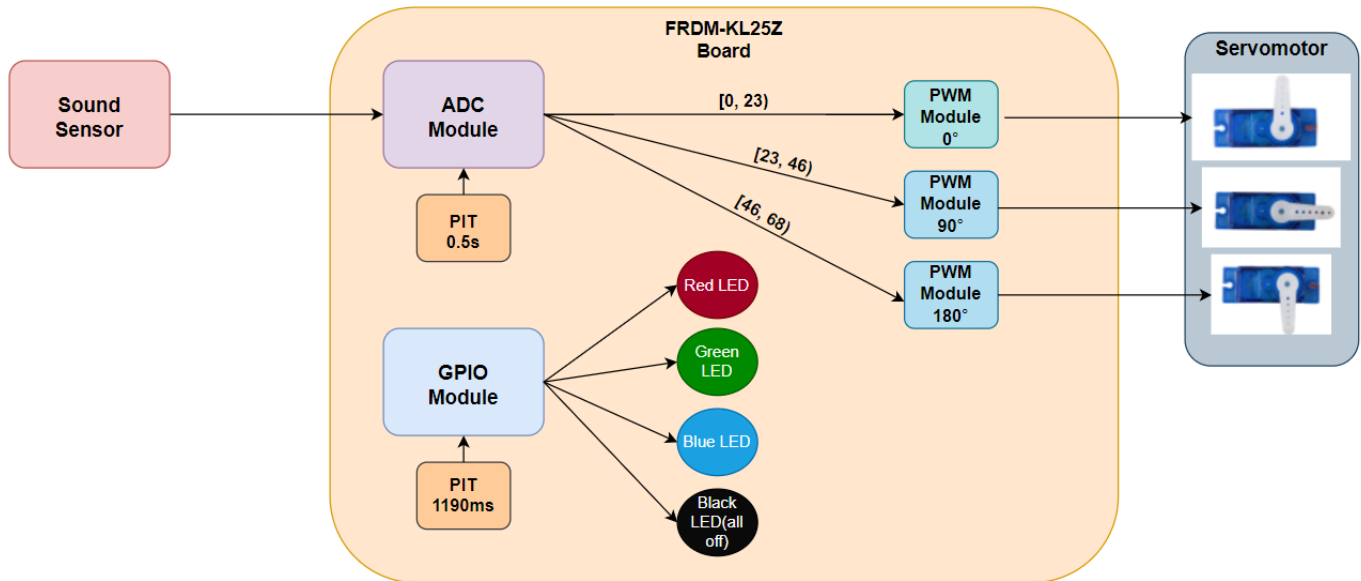 FRDM-KL25Z
Board
Servomotor
Sound
Sensor
ADC
Module
[0, 23)
[23, 46)
[46, 68)
PWM
Module
0°
PWM
Module
90°
PWM
Module
180°
PIT
0.5s
GPIO
Module
PIT
1190ms
Red LED
Green
LED
Blue LED
Black
LED(all
off)